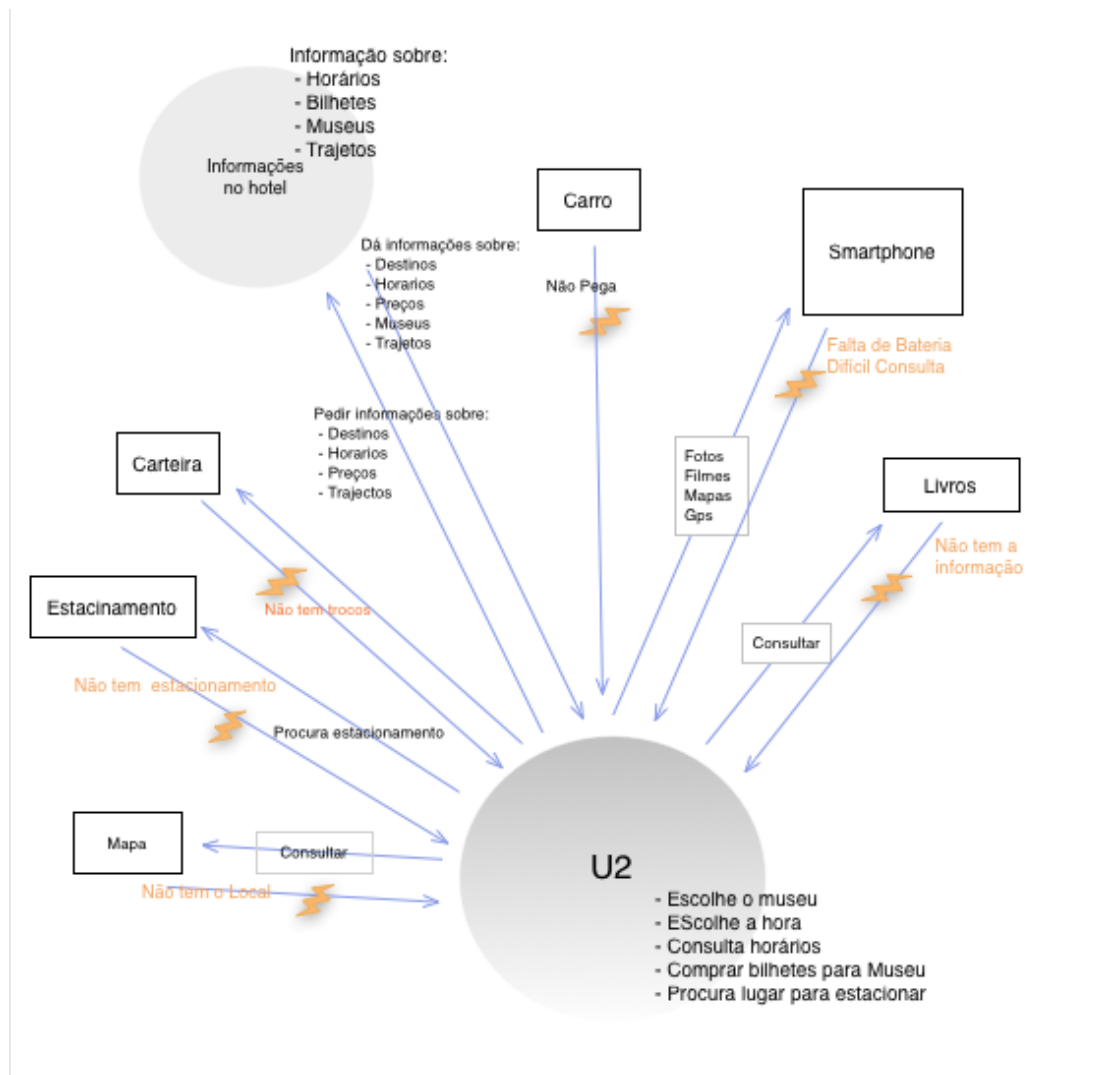 Informação sobre:
- Horários
- Bilhetes
- Museus
- Trajetos
Informações
no hotel
Carro
Smartphone
Dá informações sobre:
- Destinos
- Horarios
- Preços
- Museus
- Trajetos
Não Pega
Falta de Bateria
Difícil Consulta
Pedir informações sobre:
- Destinos
- Horarios
- Preços
- Trajectos
Carteira
Fotos
Filmes
Mapas
Gps
Livros
Não tem a
informação
Não tem trocos
Estacinamento
Consultar
Não tem estacionamento
Procura estacionamento
Mapa
Consultar
Não tem o Local
U2
- Escolhe o museu
- EScolhe a hora
- Consulta horários
- Comprar bilhetes para Museu
- Procura lugar para estacionar